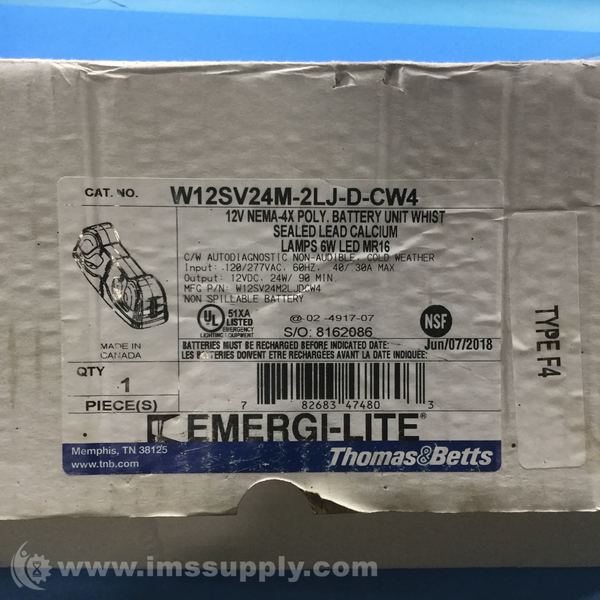 CAT. NO. W12SV24M-2LJ-D-CW4
12V NEMA-4X POLY. BATTERY UNIT WHIST
SEALED LEAD CALCIUM
LAMPS 6W LED MR16
C/W AUTODIAGNOSTIC NON-AUDIBLE, COLD WEATHER
Input: 120/277VAC, 60HZ, .40/.30A MAX
Output: 12VDC, 24W/ 90 MIN.
MFG P/N: W12SV24M2LJDCW4
NON SPILLABLE BATTERY
UL 51XA
LISTED
EMERGENCY
LIGHTING EQUIPMENT
@-02-4917-07
S/O: 8162086
NSF
MADE IN
CANADA
BATTERIES MUST BE RECHARGED BEFORE INDICATED DATE:
LES BATTERIES DOIVENT ETRE RECHARGEES AVANT LA DATE INDIQUEE:
Jun/07/2018
QTY
1
PIECE(S)
7 82683 47480 3
EMERGI-LITE®
Memphis, TN 38125
www.tnb.com
Thomas&Betts
TYPE F4
www.imssupply.com